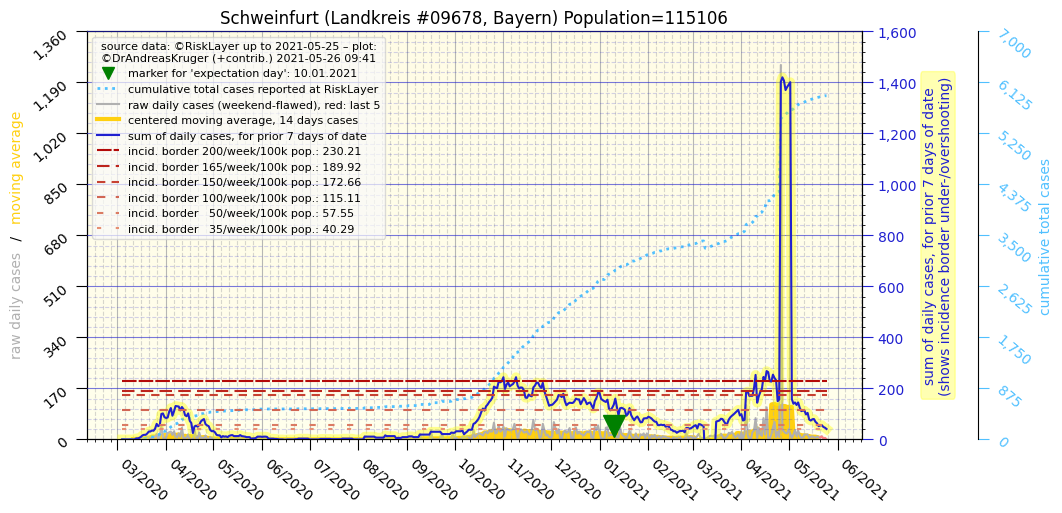 Schweinfurt (Landkreis #09678, Bayern) Population=115106
source data: ©RiskLayer up to 2021-05-25 – plot:
©DrAndreasKruger (+contrib.) 2021-05-26 09:41
marker for 'expectation day': 10.01.2021
cumulative total cases reported at RiskLayer
raw daily cases (weekend-flawed), red: last 5
centered moving average, 14 days cases
sum of daily cases, for prior 7 days of date
incid. border 200/week/100k pop.: 230.21
incid. border 165/week/100k pop.: 189.92
incid. border 150/week/100k pop.: 172.66
incid. border 100/week/100k pop.: 115.11
incid. border 50/week/100k pop.: 57.55
incid. border 35/week/100k pop.: 40.29
raw daily cases / moving average
1,360
1,190
1,020
850
680
510
340
170
0
03/2020
04/2020
05/2020
06/2020
07/2020
08/2020
09/2020
10/2020
11/2020
12/2020
01/2021
02/2021
03/2021
04/2021
05/2021
06/2021
1,600
1,400
1,200
1,000
800
600
400
200
0
sum of daily cases, for prior 7 days of date
(shows incidence border under-/overshooting)
7,000
6,125
5,250
4,375
3,500
2,625
1,750
875
0
cumulative total cases